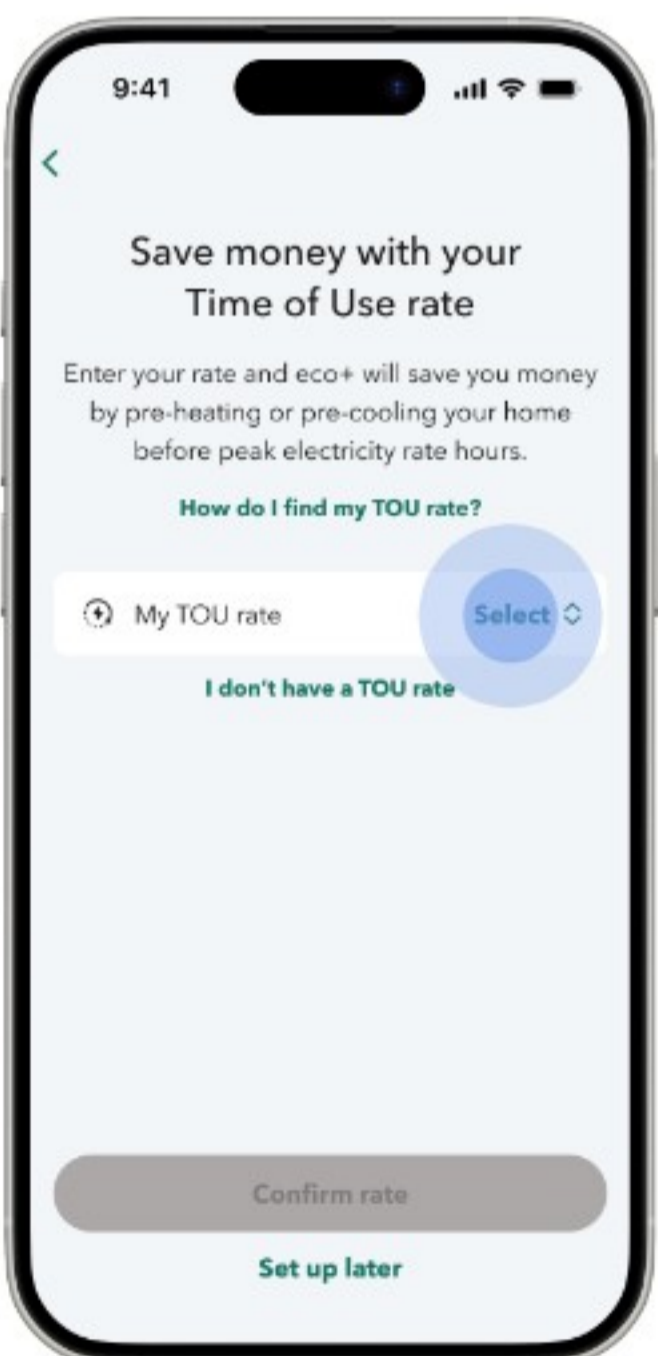 9:41
Save money with your
Time of Use rate
Enter your rate and eco+ will save you money
by pre-heating or pre-cooling your home
before peak electricity rate hours.
How do I find my TOU rate?
My TOU rate Select
I don't have a TOU rate
Confirm rate
Set up later